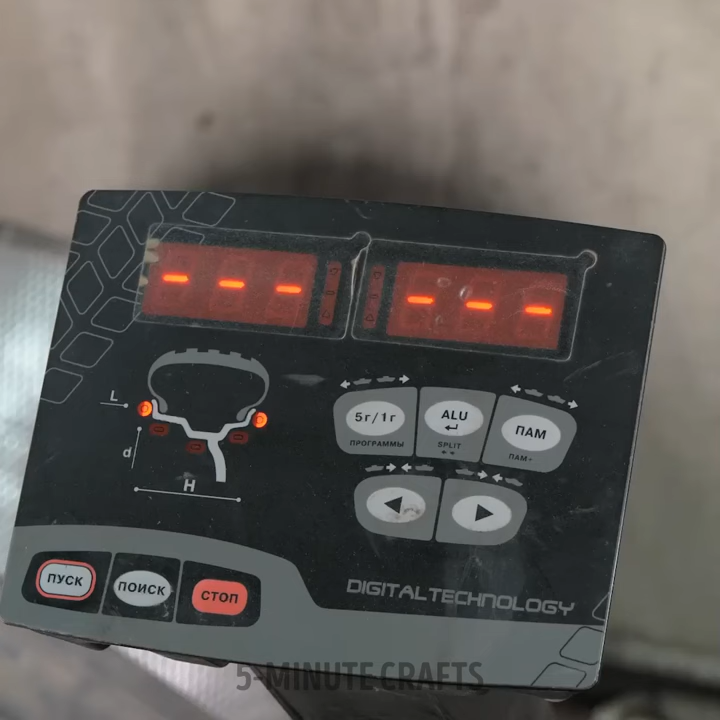 - - -
- - -
L
d
H
5г/1г
ПРОГРАММЫ
ALU
SPLIT
ПАМ
ПАМ+
ПУСК
ПОИСК
СТОП
DIGITAL TECHNOLOGY
5-MINUTE CRAFTS